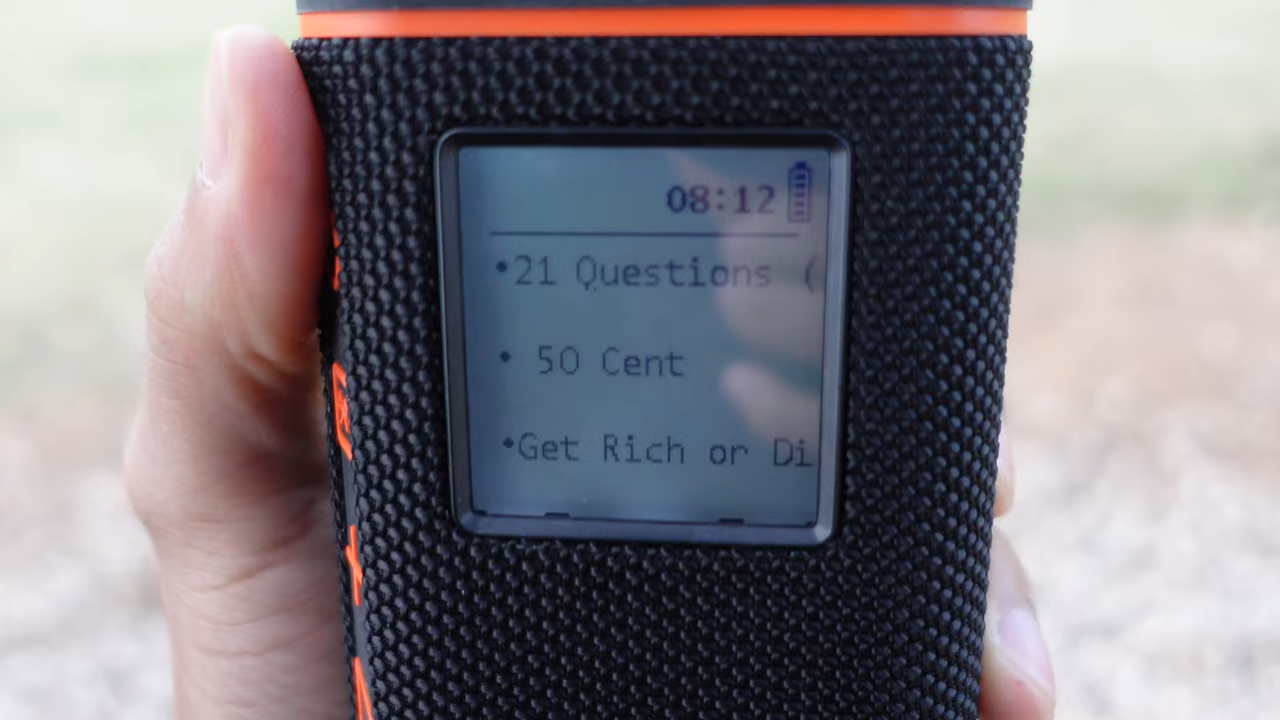 08:12
•21 Questions (
• 50 Cent
•Get Rich or Di